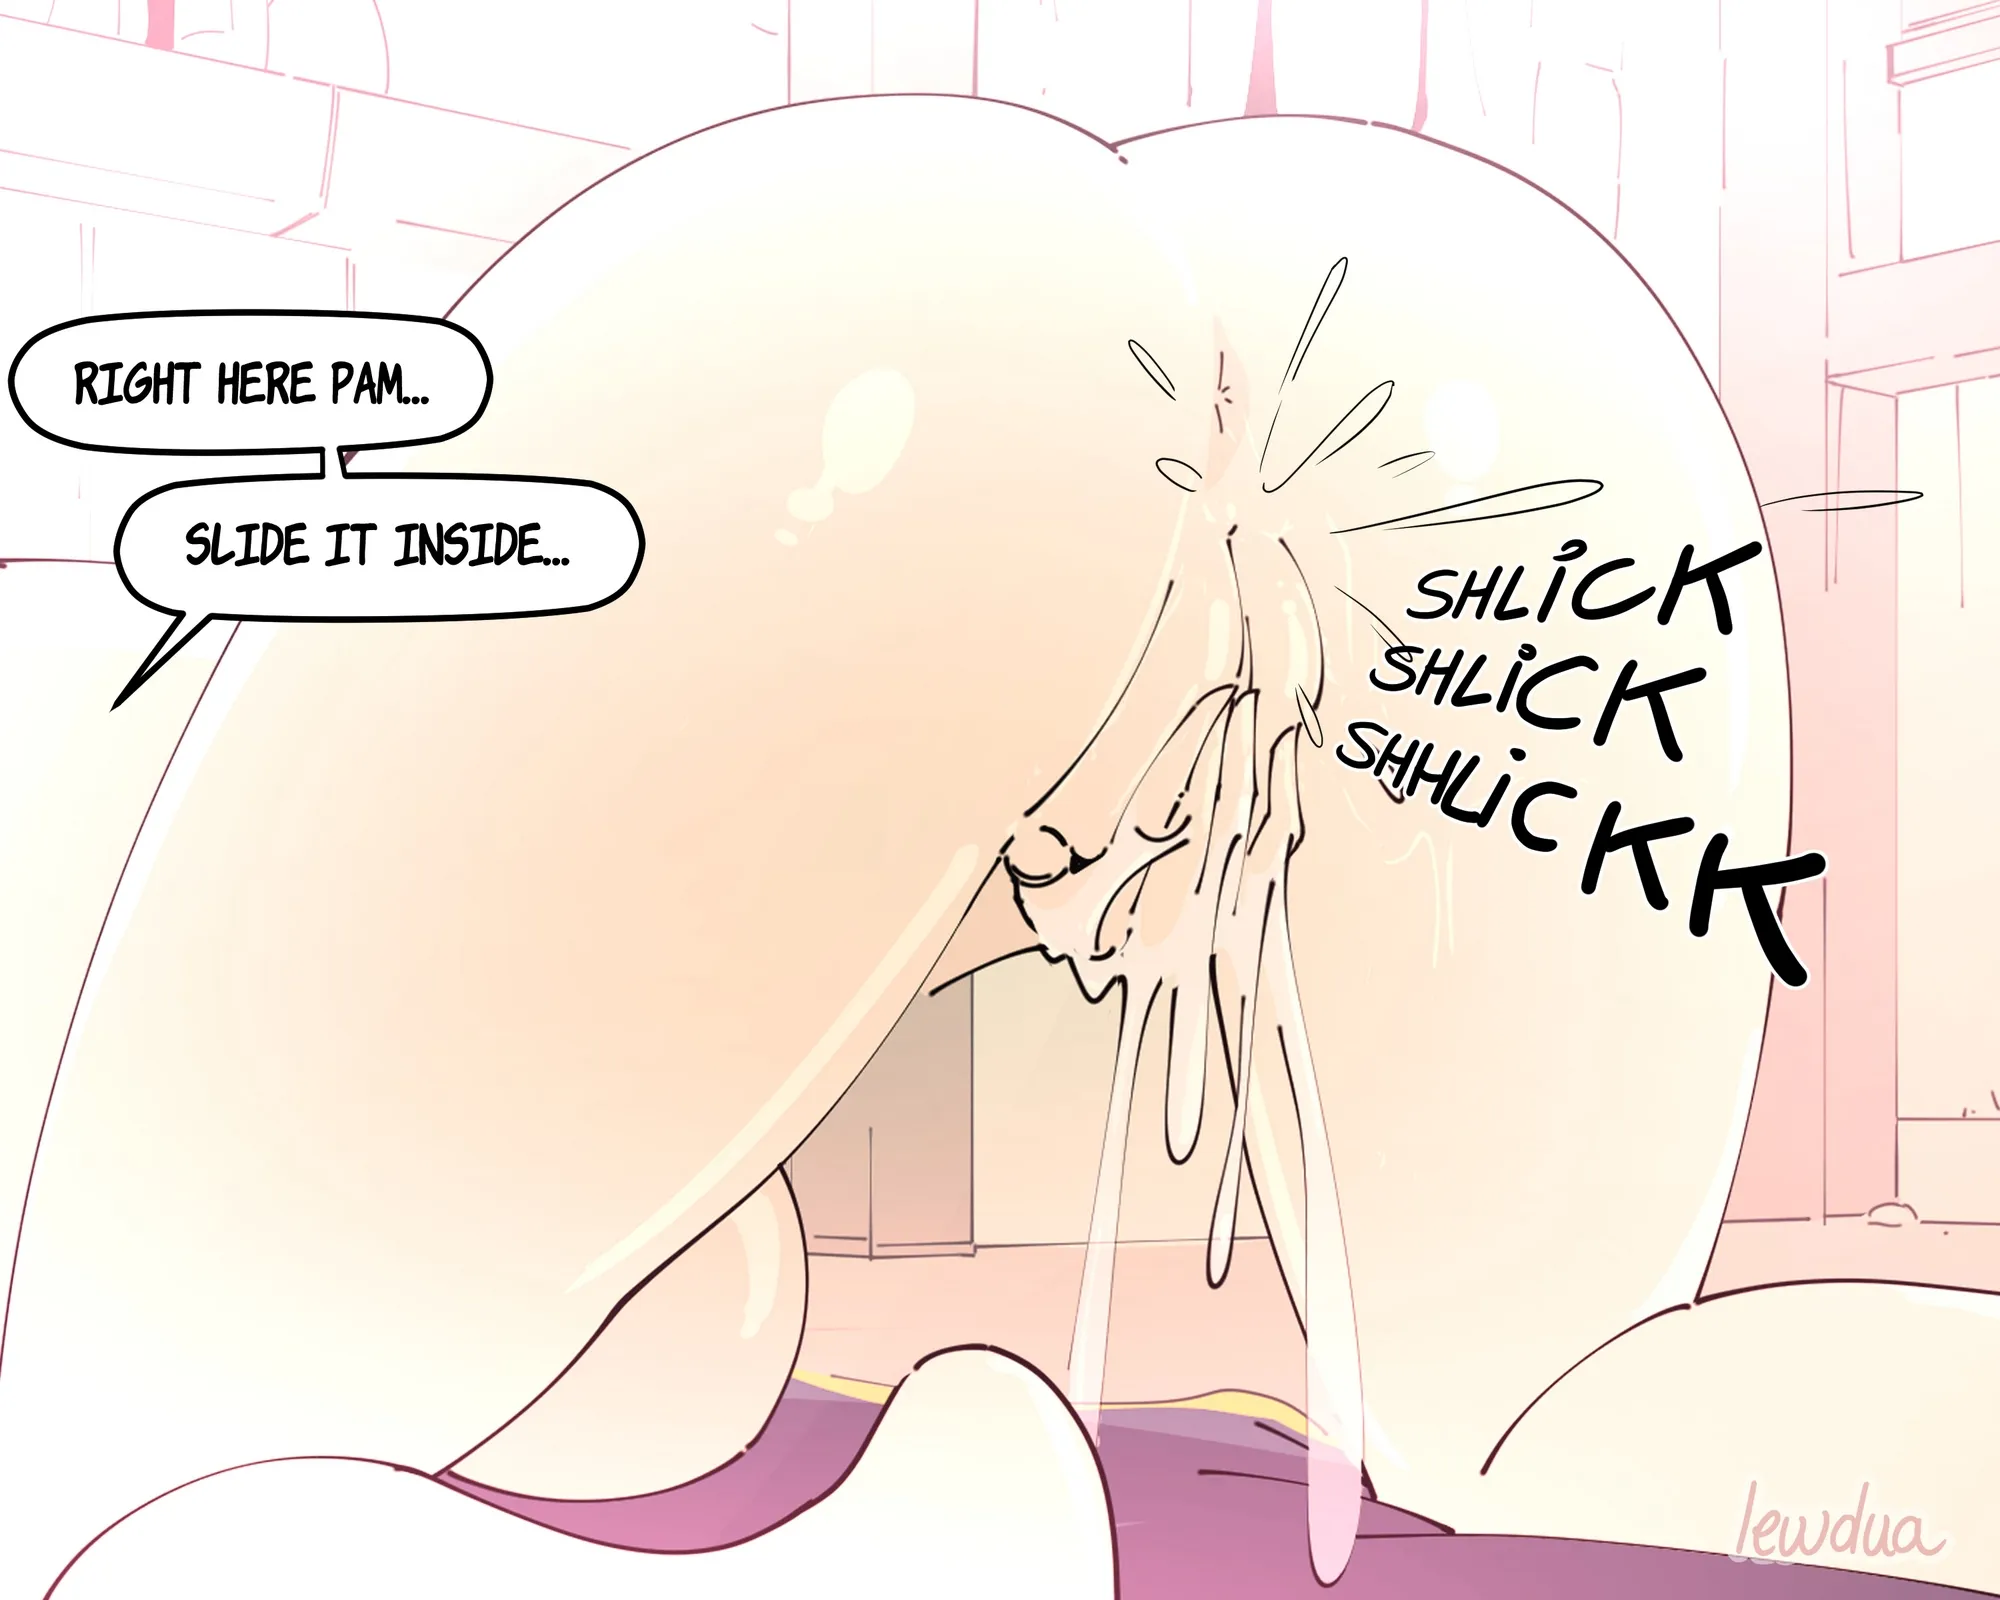 RIGHT HERE PAM...
SLIDE IT INSIDE...
SHLiCK
SHLiCK
SHHLiCKK
lewdua